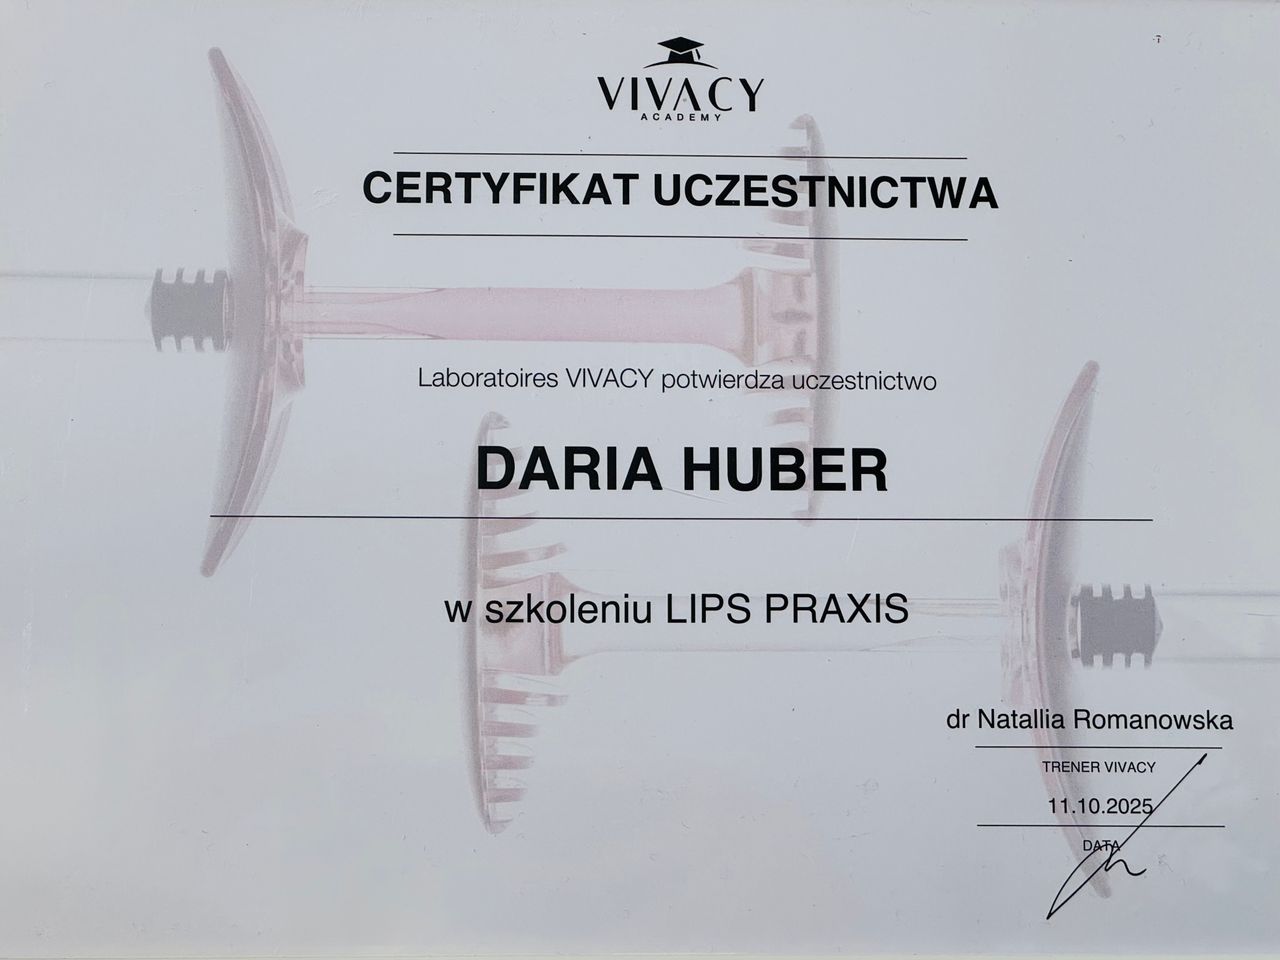 VIVACY
ACADEMY
CERTYFIKAT UCZESTNICTWA
Laboratoires VIVACY potwierdza uczestnictwo
DARIA HUBER
w szkoleniu LIPS PRAXIS
dr Natallia Romanowska
TRENER VIVACY
11.10.2025
DATA